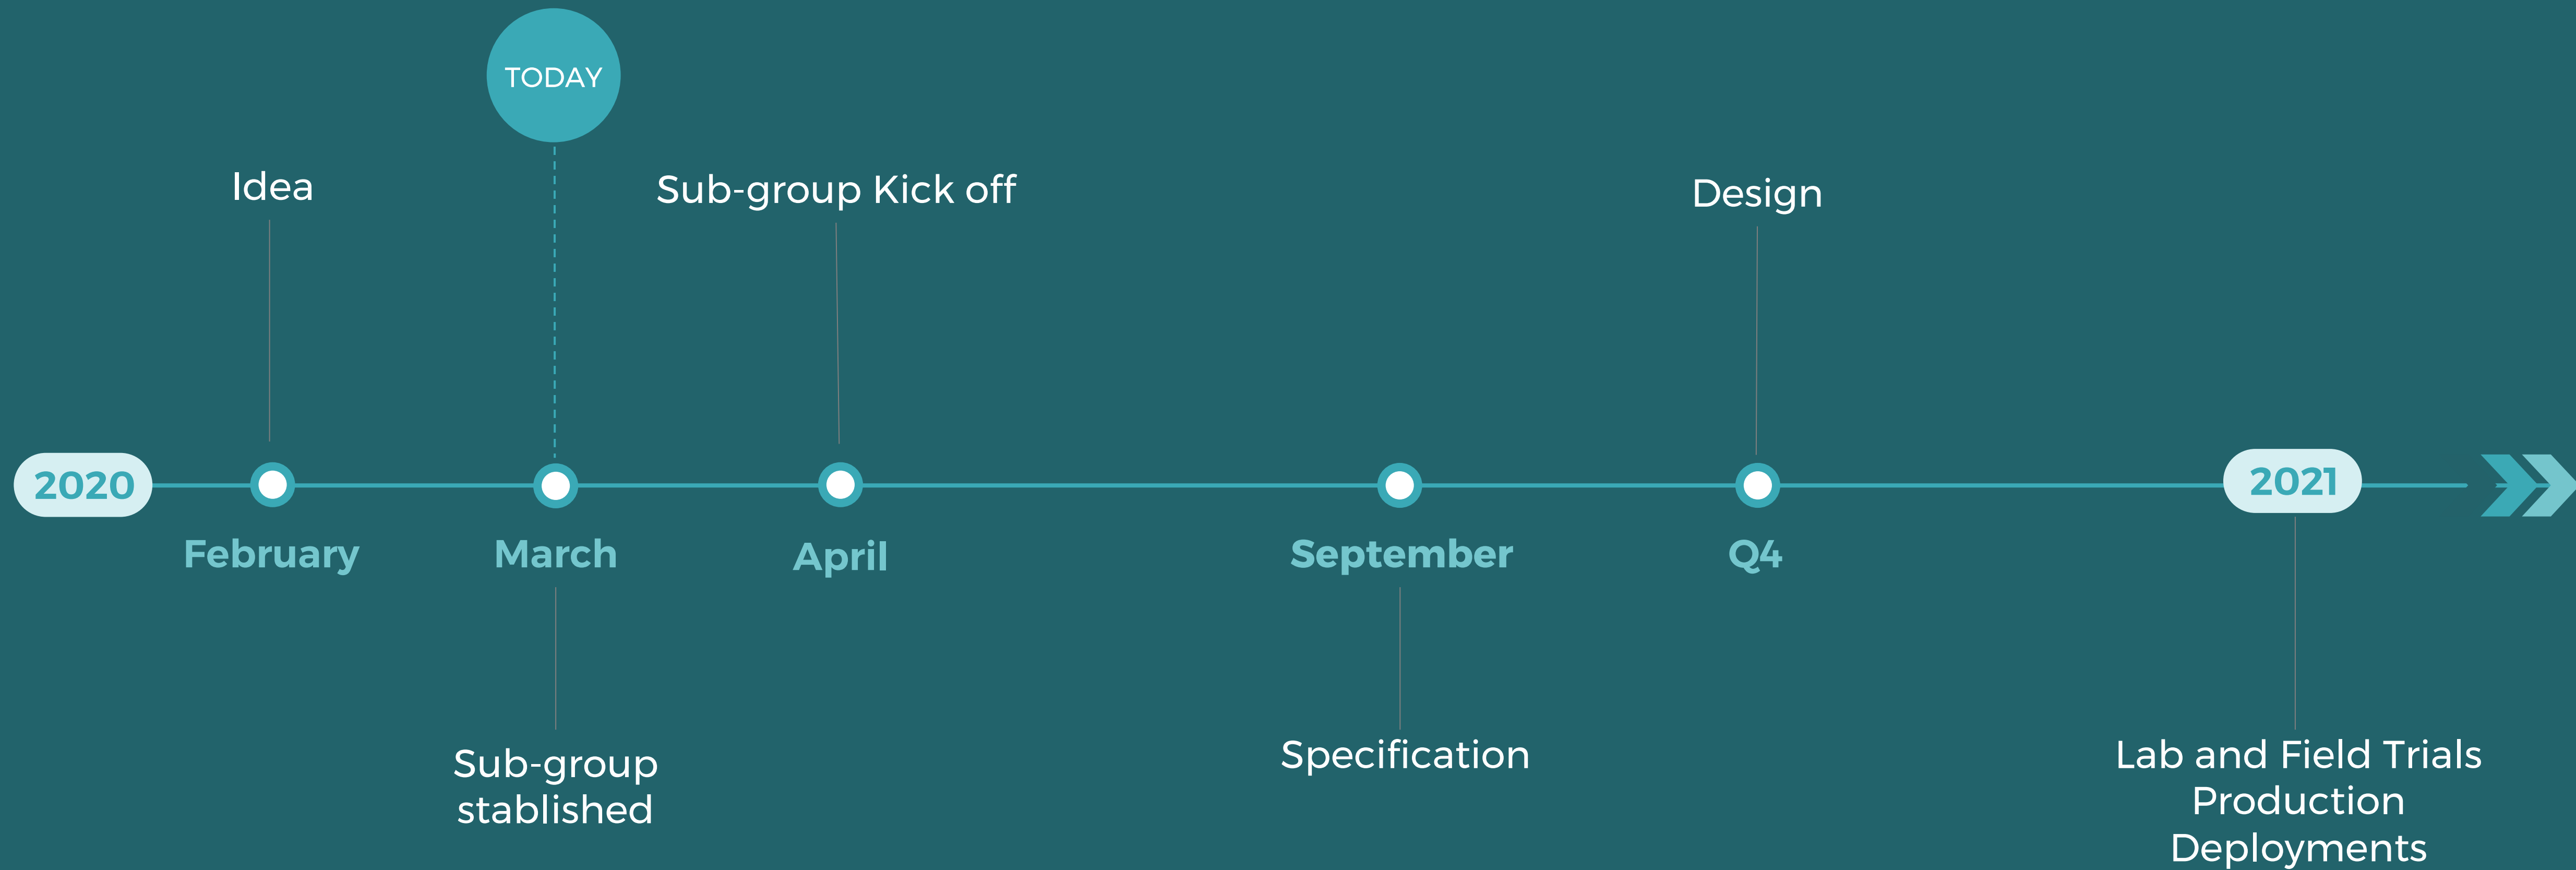 TODAY
Idea
Sub-group Kick off
Design
2020
2021
February
March
April
September
Q4
Sub-group
stablished
Specification
Lab and Field Trials
Production
Deployments